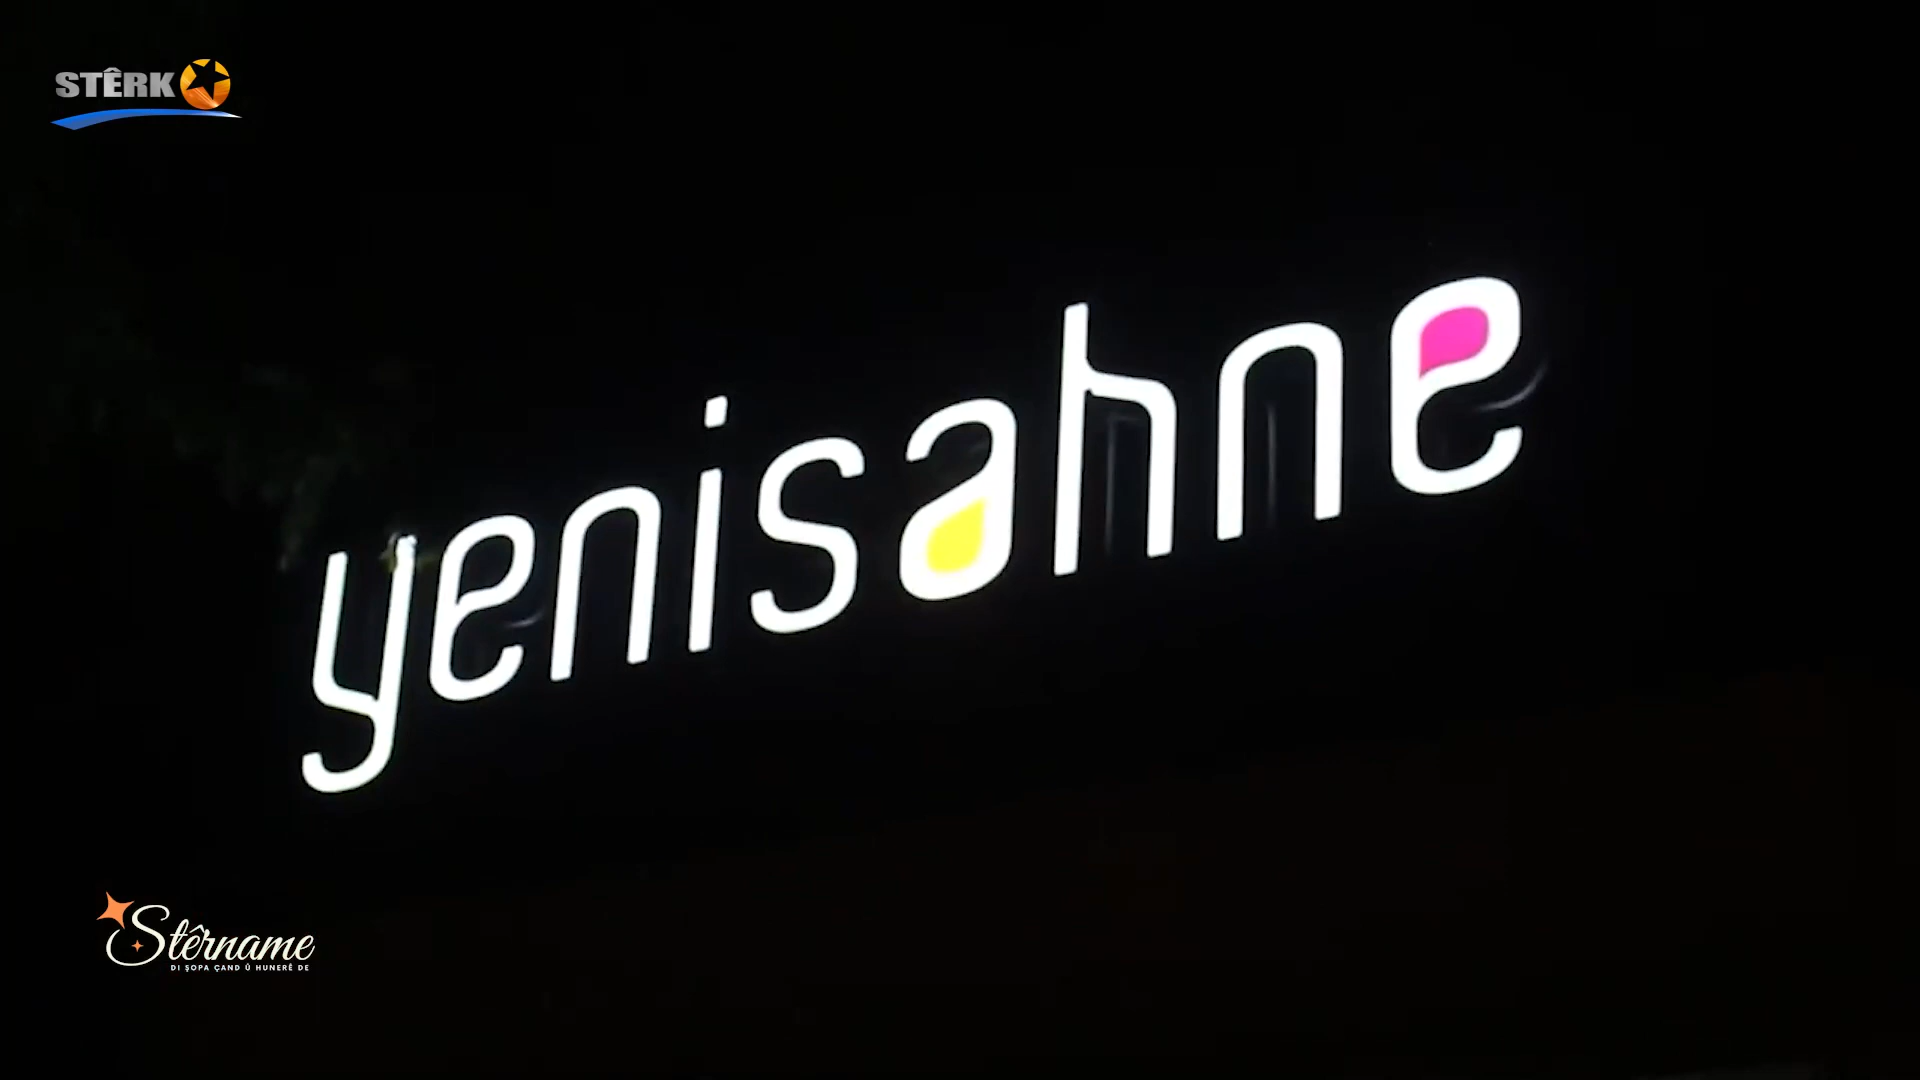 STÊRK
yenisahne
Stêrname
DI ŞOPA ÇAND Û HUNERÊ DE